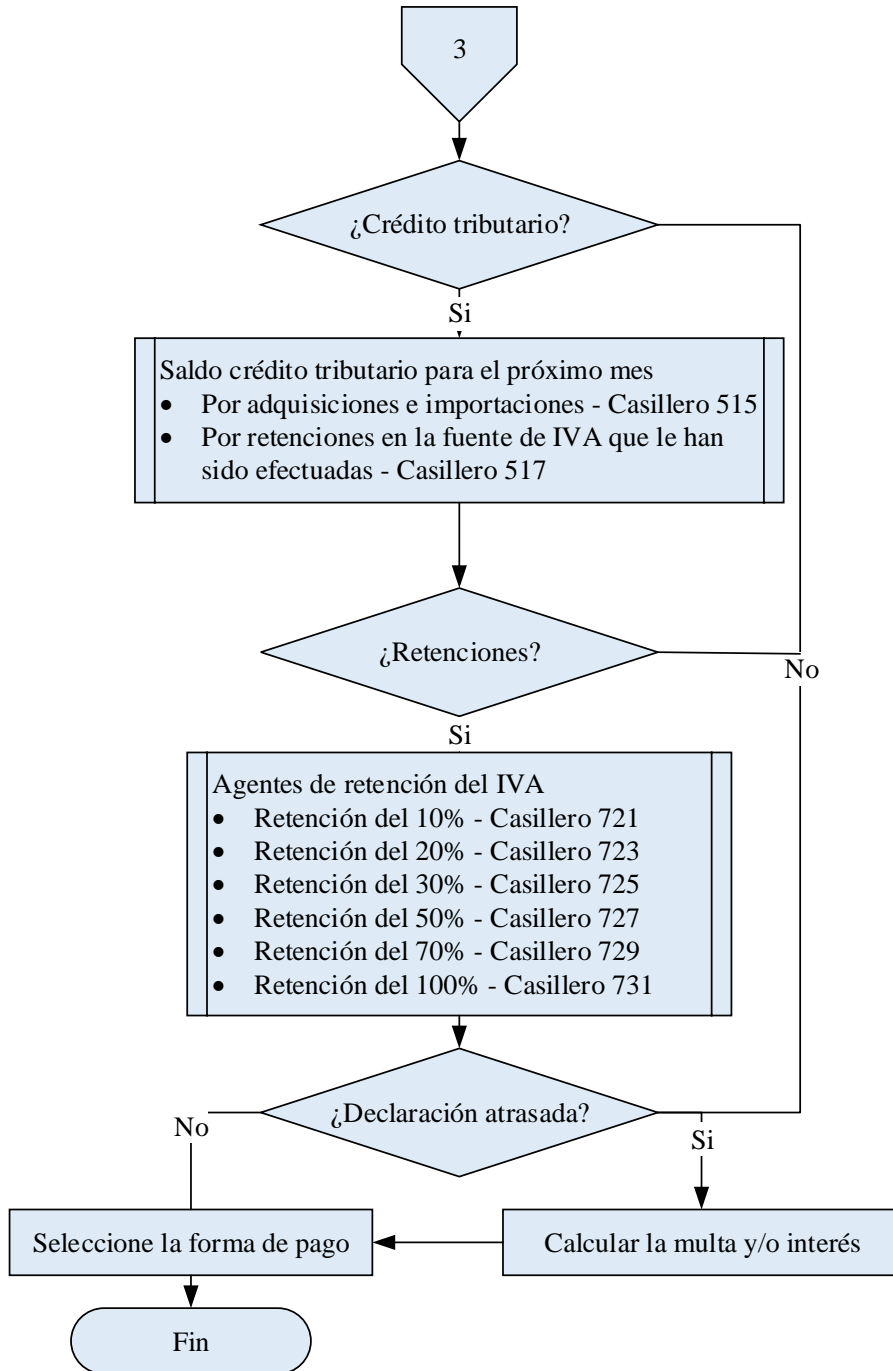 3
¿Crédito tributario?
Si
Saldo crédito tributario para el próximo mes
• Por adquisiciones e importaciones - Casillero 515
• Por retenciones en la fuente de IVA que le han
sido efectuadas - Casillero 517
¿Retenciones?
No
Si
Agentes de retención del IVA
• Retención del 10% - Casillero 721
• Retención del 20% - Casillero 723
• Retención del 30% - Casillero 725
• Retención del 50% - Casillero 727
• Retención del 70% - Casillero 729
• Retención del 100% - Casillero 731
¿Declaración atrasada?
No
Si
Seleccione la forma de pago
Calcular la multa y/o interés
Fin